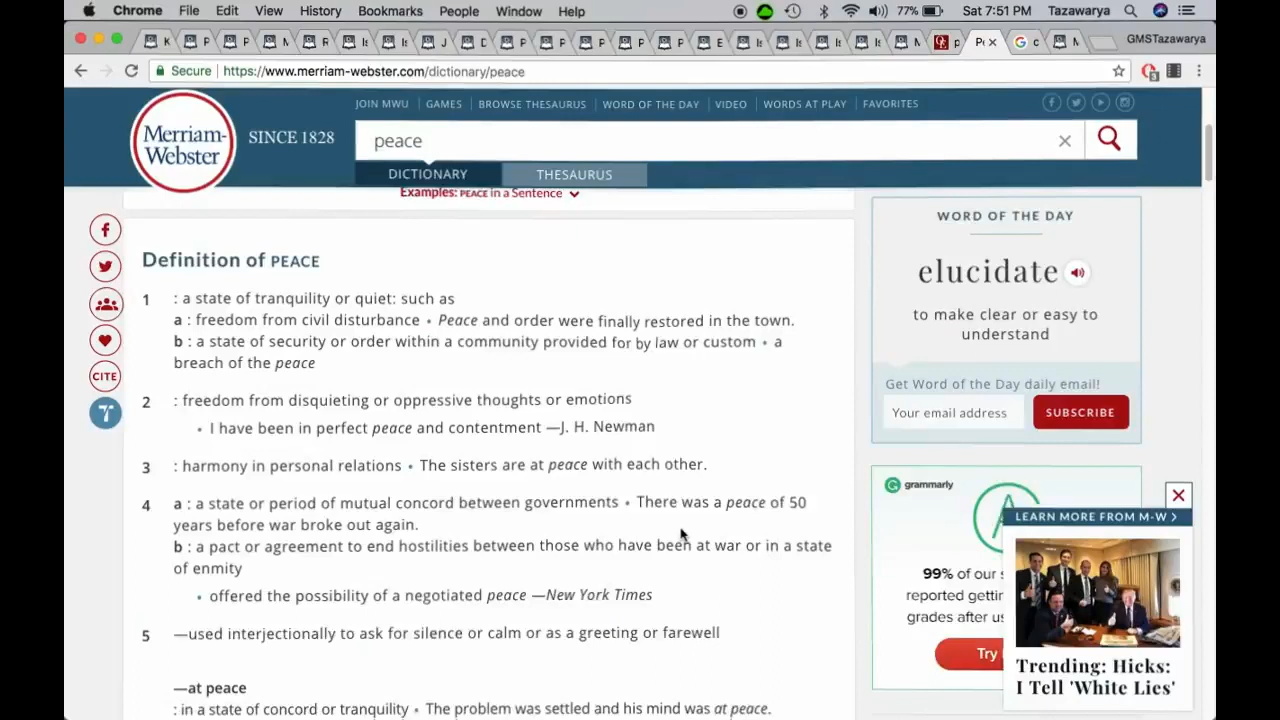 Chrome File Edit View History Bookmarks People Window Help 77% Sat 7:51 PM Tazawarya
GMSTazawarya
Secure https://www.merriam-webster.com/dictionary/peace
JOIN MWU GAMES BROWSE THESAURUS WORD OF THE DAY VIDEO WORDS AT PLAY FAVORITES
Merriam-
Webster
SINCE 1828
peace
DICTIONARY THESAURUS
Examples: PEACE in a Sentence
Definition of PEACE
1 : a state of tranquility or quiet: such as
a : freedom from civil disturbance • Peace and order were finally restored in the town.
b : a state of security or order within a community provided for by law or custom • a
breach of the peace
2 : freedom from disquieting or oppressive thoughts or emotions
• I have been in perfect peace and contentment —J. H. Newman
3 : harmony in personal relations • The sisters are at peace with each other.
4 a : a state or period of mutual concord between governments • There was a peace of 50
years before war broke out again.
b : a pact or agreement to end hostilities between those who have been at war or in a state
of enmity
• offered the possibility of a negotiated peace —New York Times
5 —used interjectionally to ask for silence or calm or as a greeting or farewell
—at peace
: in a state of concord or tranquility • The problem was settled and his mind was at peace.
CITE
WORD OF THE DAY
elucidate
to make clear or easy to
understand
Get Word of the Day daily email!
Your email address SUBSCRIBE
grammarly
99% of our s
reported gettin
grades after us
Try
LEARN MORE FROM M-W >
Trending: Hicks:
I Tell 'White Lies'